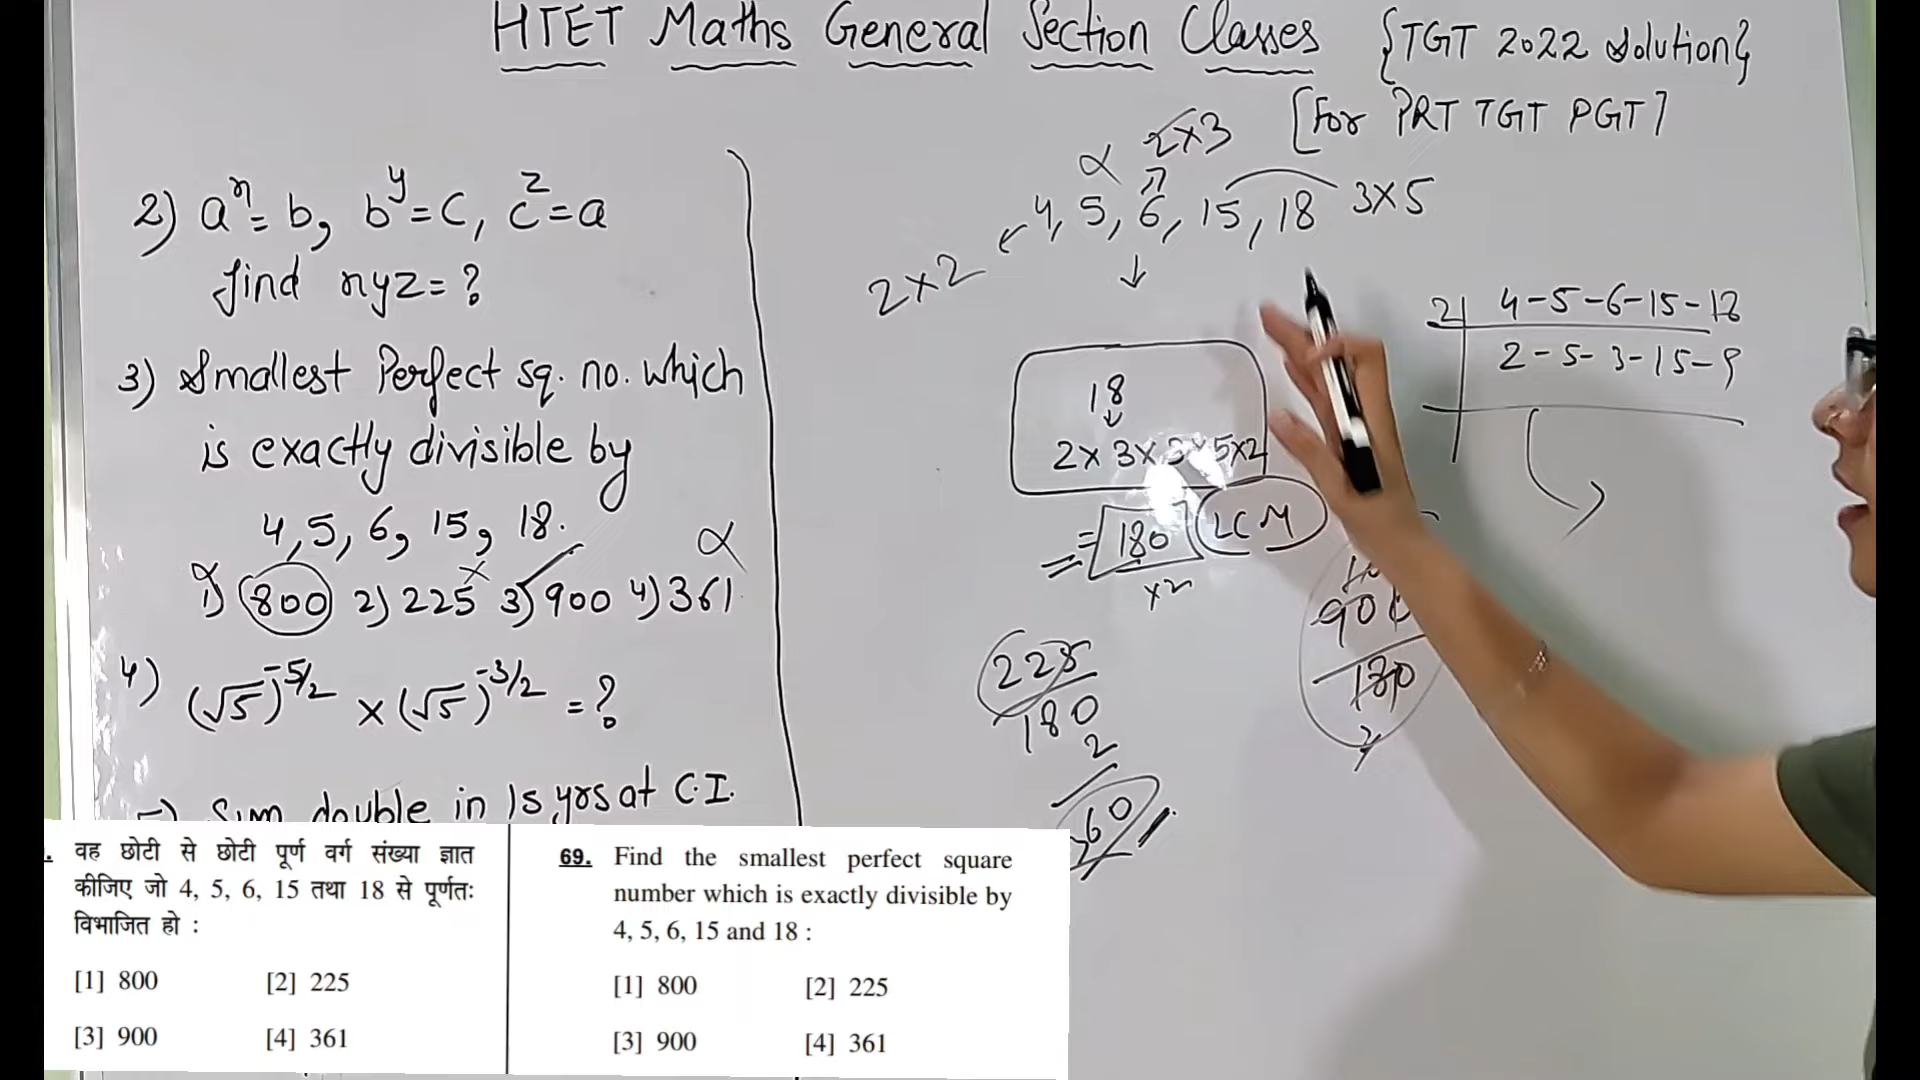 HTET Maths General Section Classes {TGT 2022 Solution}
[For PRT TGT PGT]
2) aˣ = b, bʸ = c, cᶻ = a
find xyz = ?
3) Smallest Perfect sq. no. which
is exactly divisible by
4, 5, 6, 15, 18.
1) 800 2) 225 3) 900 4) 361
4) (√5)^-5/2 × (√5)^-3/2 = ?
Sum double in 15 yrs at C.I.
2×3
4, 5, 6, 15, 18 3×5
2×2
18
2×3×3×5×2
= 180 LCM
×2
225
180
2
360
900
180
2 | 4-5-6-15-18
2-5-3-15-9
वह छोटी से छोटी पूर्ण वर्ग संख्या ज्ञात
कीजिए जो 4, 5, 6, 15 तथा 18 से पूर्णतः
विभाजित हो :
[1] 800 [2] 225
[3] 900 [4] 361
69. Find the smallest perfect square
number which is exactly divisible by
4, 5, 6, 15 and 18 :
[1] 800 [2] 225
[3] 900 [4] 361